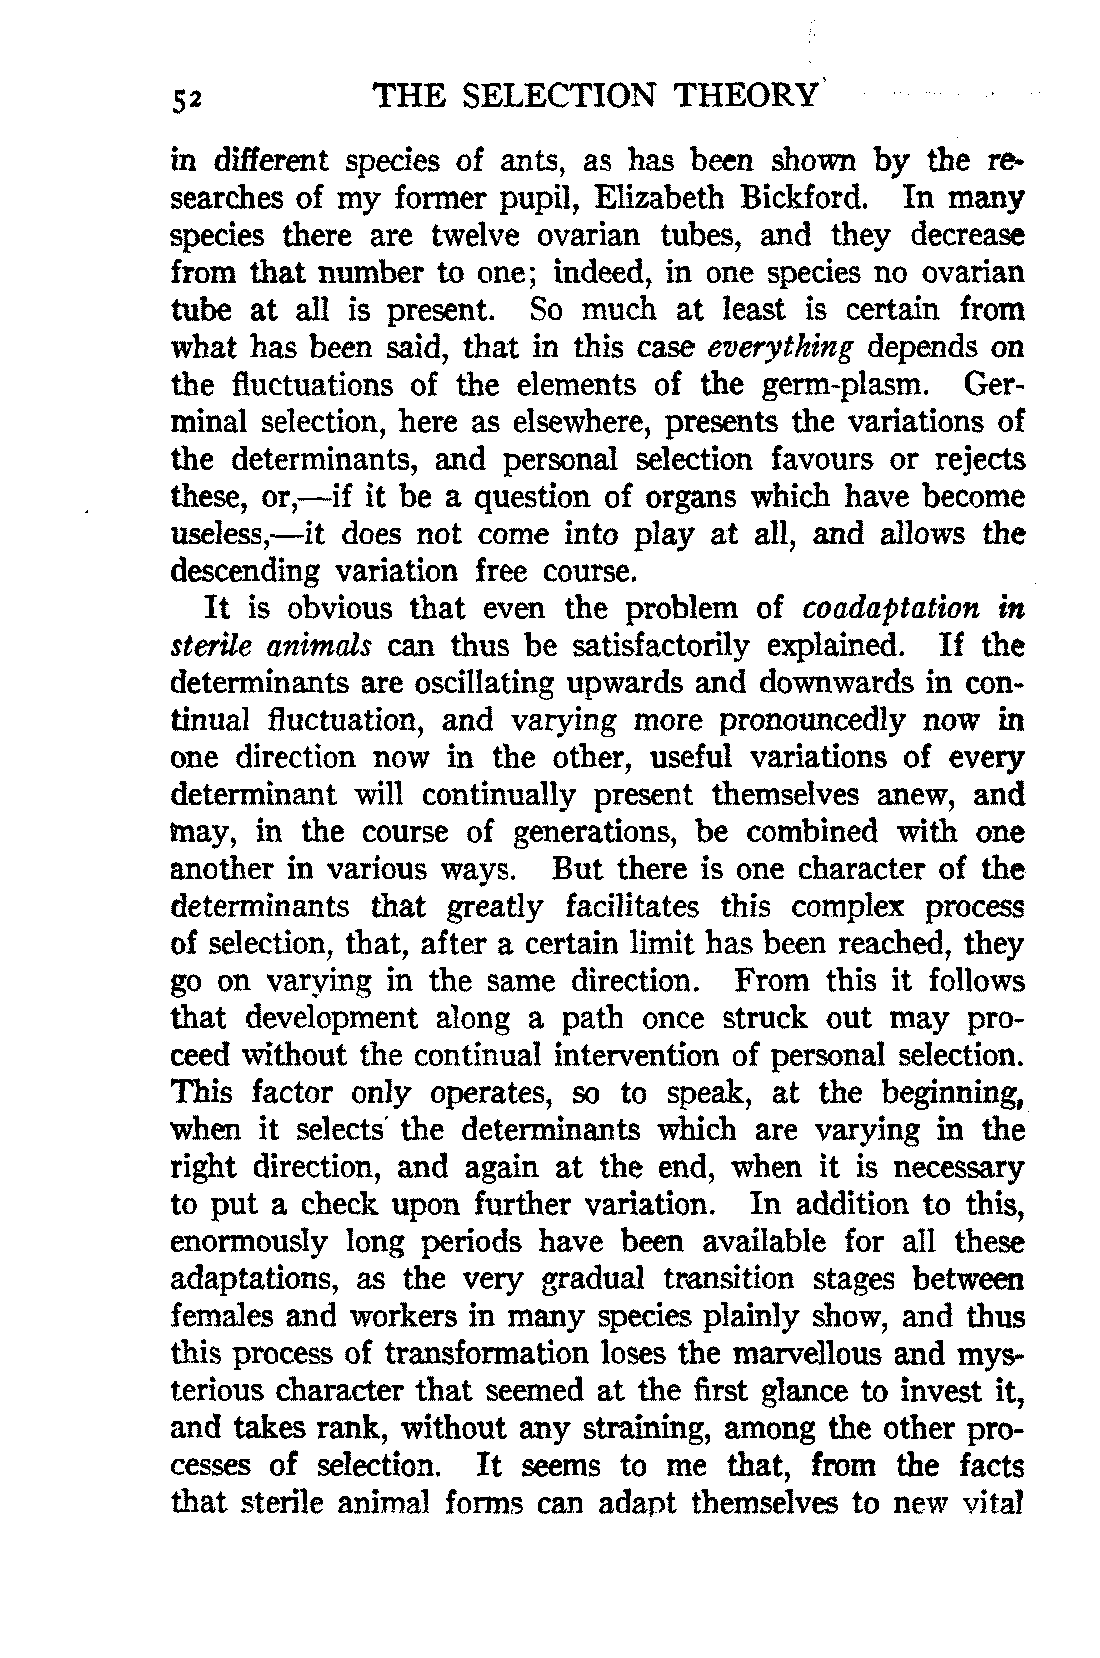 52 THE SELECTION THEORY
in different species of ants, as has been shown by the re-
searches of my former pupil, Elizabeth Bickford. In many
species there are twelve ovarian tubes, and they decrease
from that number to one; indeed, in one species no ovarian
tube at all is present. So much at least is certain from
what has been said, that in this case everything depends on
the fluctuations of the elements of the germ-plasm. Ger-
minal selection, here as elsewhere, presents the variations of
the determinants, and personal selection favours or rejects
these, or,—if it be a question of organs which have become
useless,—it does not come into play at all, and allows the
descending variation free course.
It is obvious that even the problem of coadaptation in
sterile animals can thus be satisfactorily explained. If the
determinants are oscillating upwards and downwards in con-
tinual fluctuation, and varying more pronouncedly now in
one direction now in the other, useful variations of every
determinant will continually present themselves anew, and
may, in the course of generations, be combined with one
another in various ways. But there is one character of the
determinants that greatly facilitates this complex process
of selection, that, after a certain limit has been reached, they
go on varying in the same direction. From this it follows
that development along a path once struck out may pro-
ceed without the continual intervention of personal selection.
This factor only operates, so to speak, at the beginning,
when it selects the determinants which are varying in the
right direction, and again at the end, when it is necessary
to put a check upon further variation. In addition to this,
enormously long periods have been available for all these
adaptations, as the very gradual transition stages between
females and workers in many species plainly show, and thus
this process of transformation loses the marvellous and mys-
terious character that seemed at the first glance to invest it,
and takes rank, without any straining, among the other pro-
cesses of selection. It seems to me that, from the facts
that sterile animal forms can adapt themselves to new vital